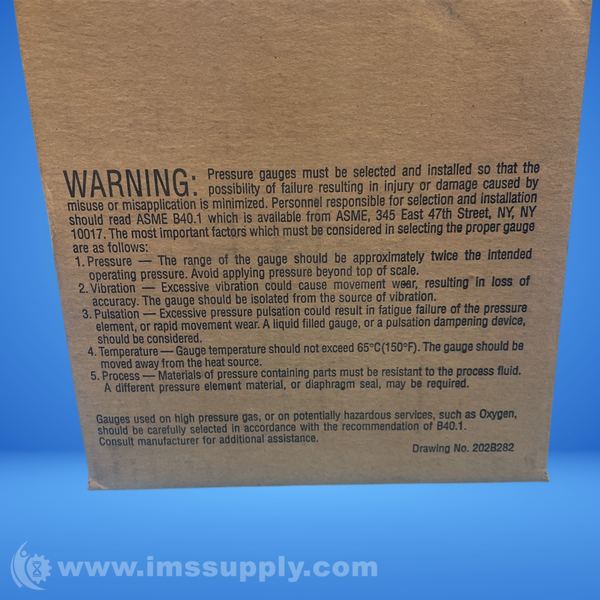 WARNING: Pressure gauges must be selected and installed so that the
possibility of failure resulting in injury or damage caused by
misuse or misapplication is minimized. Personnel responsible for selection and installation
should read ASME B40.1 which is available from ASME, 345 East 47th Street, NY, NY
10017. The most important factors which must be considered in selecting the proper gauge
are as follows:
1. Pressure — The range of the gauge should be approximately twice the intended
operating pressure. Avoid applying pressure beyond top of scale.
2. Vibration — Excessive vibration could cause movement wear, resulting in loss of
accuracy. The gauge should be isolated from the source of vibration.
3. Pulsation — Excessive pressure pulsation could result in fatigue failure of the pressure
element, or rapid movement wear. A liquid filled gauge, or a pulsation dampening device,
should be considered.
4. Temperature — Gauge temperature should not exceed 65°C(150°F). The gauge should be
moved away from the heat source.
5. Process — Materials of pressure containing parts must be resistant to the process fluid.
A different pressure element material, or diaphragm seal, may be required.
Gauges used on high pressure gas, or on potentially hazardous services, such as Oxygen,
should be carefully selected in accordance with the recommendation of B40.1.
Consult manufacturer for additional assistance.
Drawing No. 202B282
www.imssupply.com